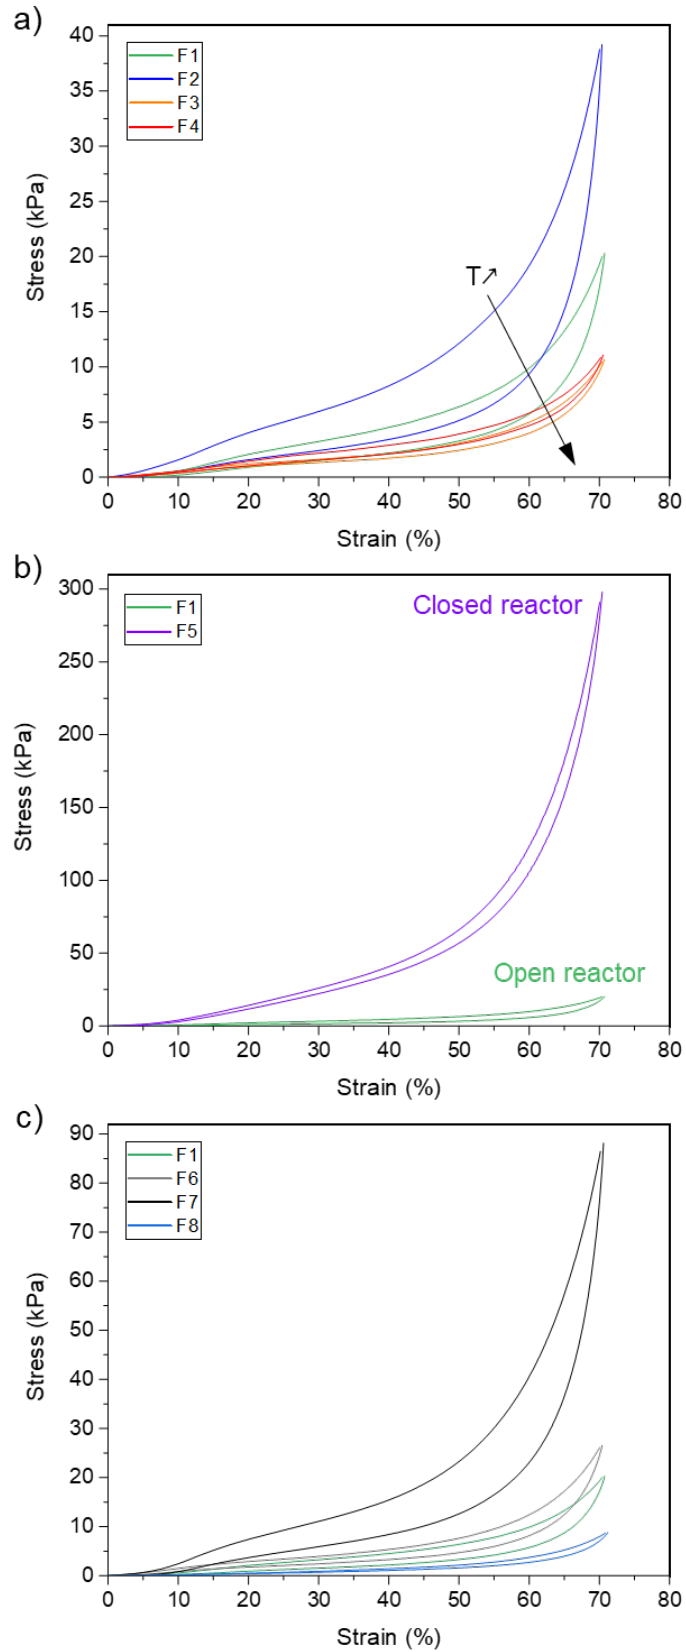 a)
40
35
30
25
20
15
10
5
0
Stress (kPa)
F1
F2
F3
F4
T↗
0 10 20 30 40 50 60 70 80
Strain (%)
b)
300
250
200
150
100
50
0
Stress (kPa)
F1
F5
Closed reactor
Open reactor
0 10 20 30 40 50 60 70 80
Strain (%)
c)
90
80
70
60
50
40
30
20
10
0
Stress (kPa)
F1
F6
F7
F8
0 10 20 30 40 50 60 70 80
Strain (%)